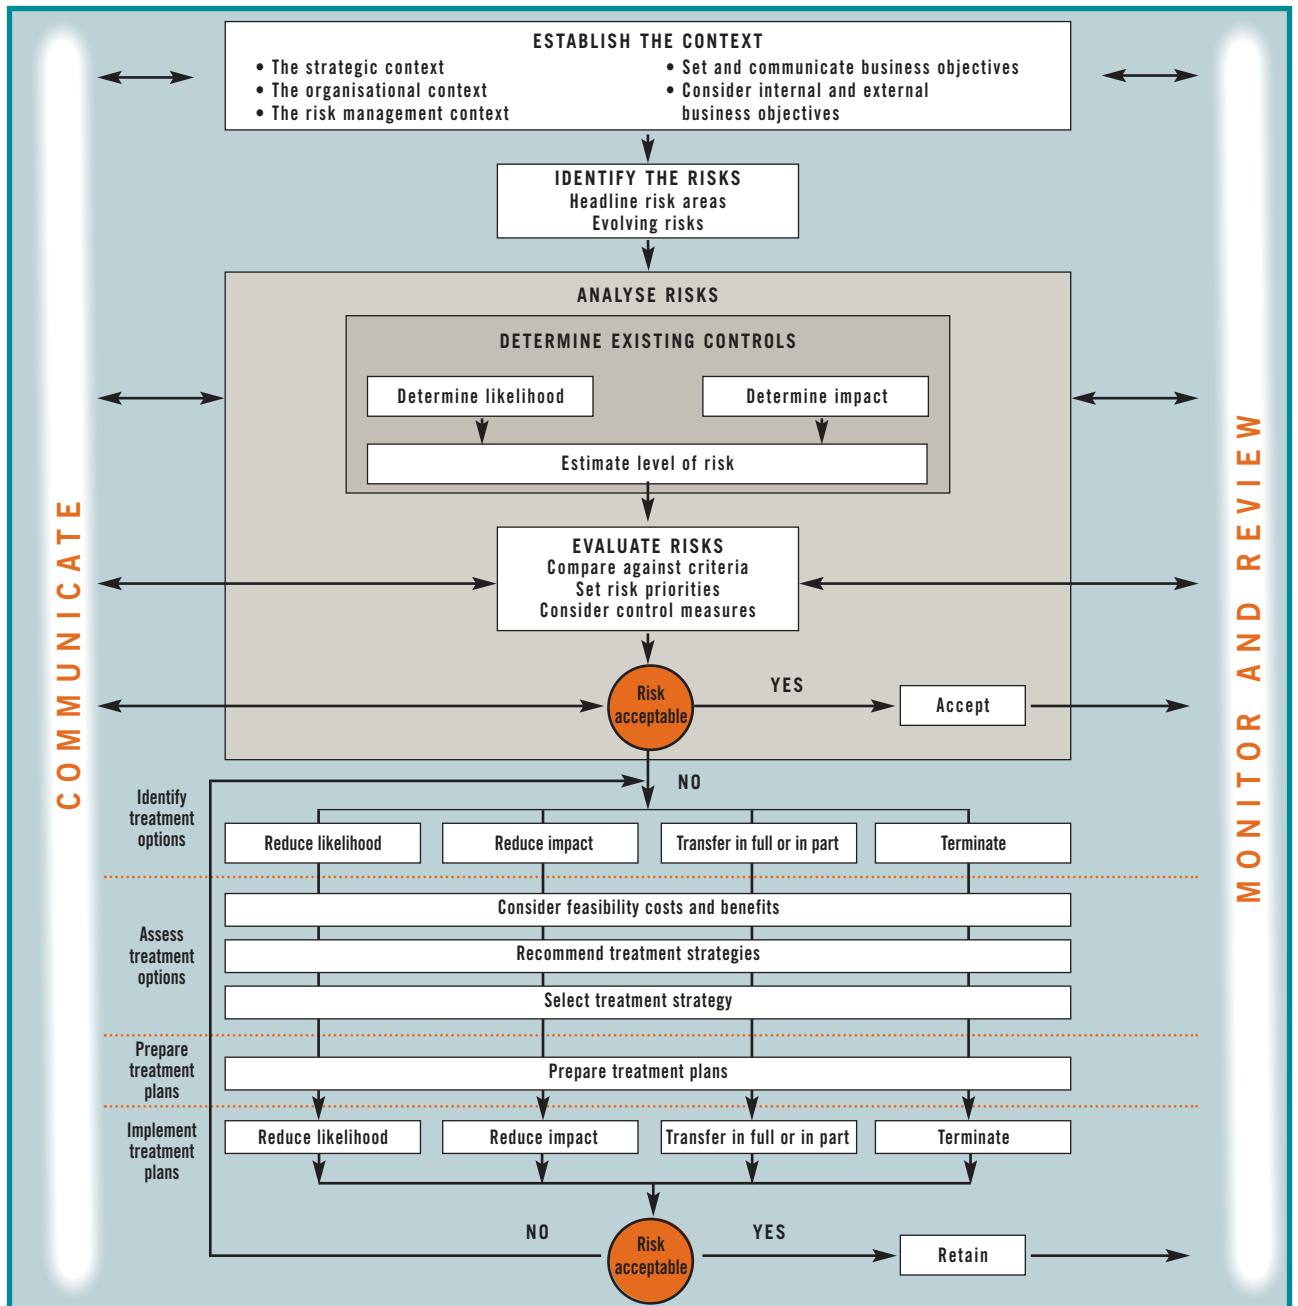 ESTABLISH THE CONTEXT
• The strategic context
• The organisational context
• The risk management context
• Set and communicate business objectives
• Consider internal and external
business objectives
IDENTIFY THE RISKS
Headline risk areas
Evolving risks
ANALYSE RISKS
DETERMINE EXISTING CONTROLS
Determine likelihood
Determine impact
Estimate level of risk
EVALUATE RISKS
Compare against criteria
Set risk priorities
Consider control measures
Risk
acceptable
YES
Accept
NO
COMMUNICATE
MONITOR AND REVIEW
Identify
treatment
options
Reduce likelihood
Reduce impact
Transfer in full or in part
Terminate
Assess
treatment
options
Consider feasibility costs and benefits
Recommend treatment strategies
Select treatment strategy
Prepare
treatment
plans
Prepare treatment plans
Implement
treatment
plans
Reduce likelihood
Reduce impact
Transfer in full or in part
Terminate
NO
Risk
acceptable
YES
Retain